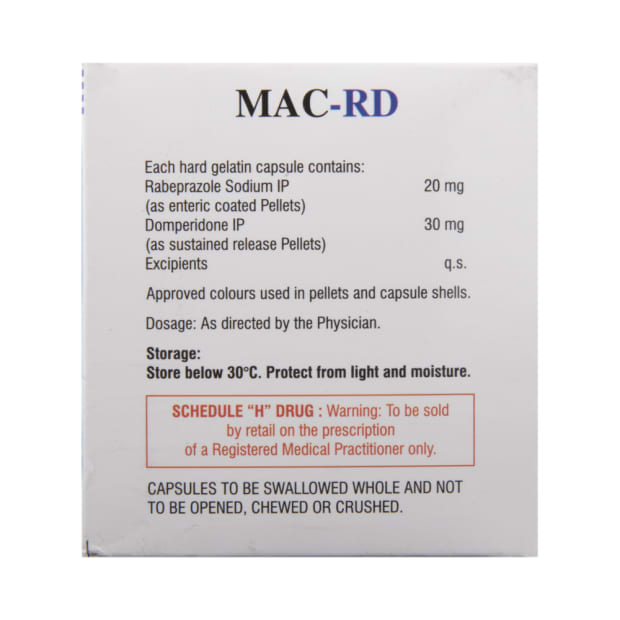 MAC-RD
Each hard gelatin capsule contains:
Rabeprazole Sodium IP 20 mg
(as enteric coated Pellets)
Domperidone IP 30 mg
(as sustained release Pellets)
Excipients q.s.
Approved colours used in pellets and capsule shells.
Dosage: As directed by the Physician.
Storage:
Store below 30°C. Protect from light and moisture.
SCHEDULE “H” DRUG : Warning: To be sold
by retail on the prescription
of a Registered Medical Practitioner only.
CAPSULES TO BE SWALLOWED WHOLE AND NOT
TO BE OPENED, CHEWED OR CRUSHED.